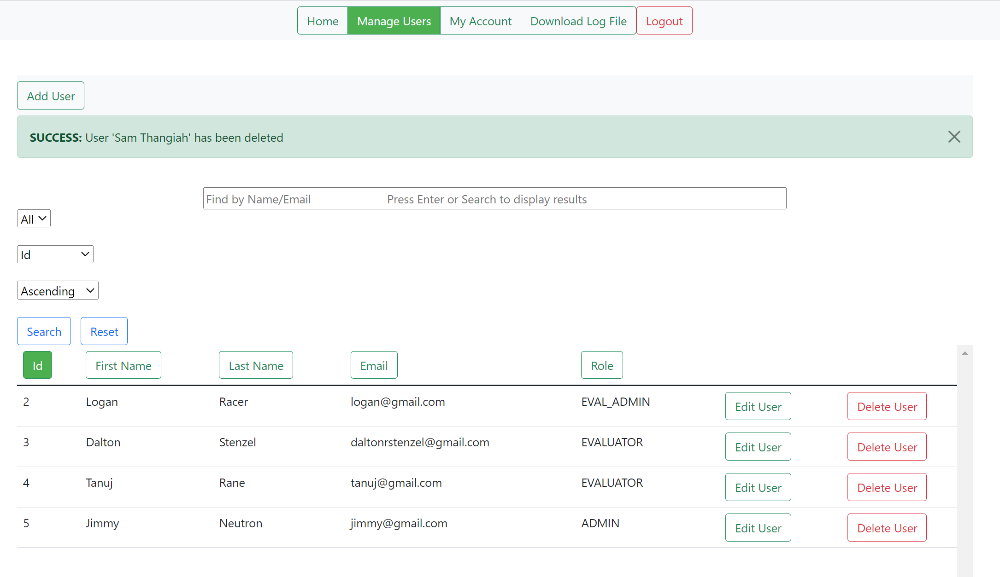 Home Manage Users My Account Download Log File Logout
Add User
SUCCESS: User 'Sam Thangiah' has been deleted
Find by Name/Email Press Enter or Search to display results
All
Id
Ascending
Search Reset
Id First Name Last Name Email Role
2 Logan Racer logan@gmail.com EVAL_ADMIN Edit User Delete User
3 Dalton Stenzel daltonrstenzel@gmail.com EVALUATOR Edit User Delete User
4 Tanuj Rane tanuj@gmail.com EVALUATOR Edit User Delete User
5 Jimmy Neutron jimmy@gmail.com ADMIN Edit User Delete User